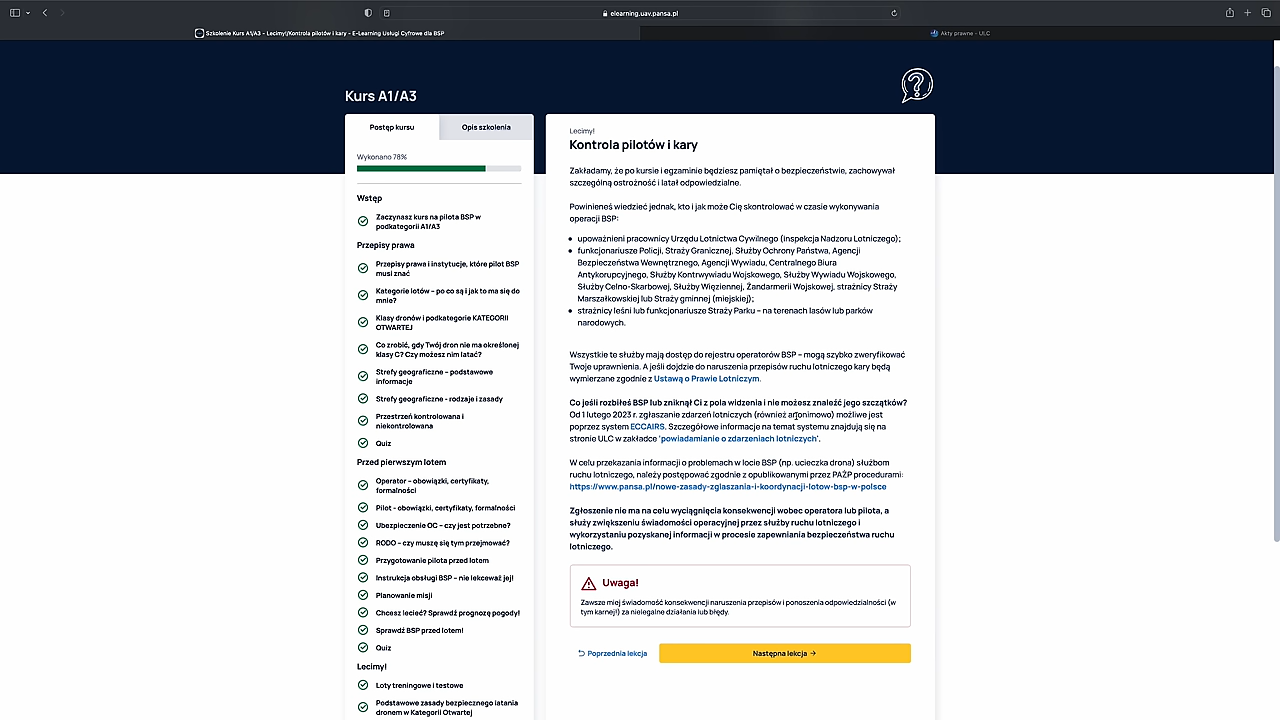 elearning.uav.pansa.pl
Szkolenie Kurs A1/A3 – Lecimy!/Kontrola pilotów i kary – E-Learning Usługi Cyfrowe dla BSP
Akty prawne – ULC
Kurs A1/A3
Postęp kursu
Opis szkolenia
Wykonano 78%
Wstęp
Zaczynasz kurs na pilota BSP w
podkategorii A1/A3
Przepisy prawa
Przepisy prawa i instytucje, które pilot BSP
musi znać
Kategorie lotów – po co są i jak to ma się do
mnie?
Klasy dronów i podkategorie KATEGORII
OTWARTEJ
Co zrobić, gdy Twój dron nie ma określonej
klasy C? Czy możesz nim latać?
Strefy geograficzne – podstawowe
informacje
Strefy geograficzne - rodzaje i zasady
Przestrzeń kontrolowana i
niekontrolowana
Quiz
Przed pierwszym lotem
Operator – obowiązki, certyfikaty,
formalności
Pilot - obowiązki, certyfikaty, formalności
Ubezpieczenie OC – czy jest potrzebne?
RODO – czy muszę się tym przejmować?
Przygotowanie pilota przed lotem
Instrukcja obsługi BSP – nie lekceważ jej!
Planowanie misji
Chcesz lecieć? Sprawdź prognozę pogody!
Sprawdź BSP przed lotem!
Quiz
Lecimy!
Loty treningowe i testowe
Podstawowe zasady bezpiecznego latania
dronem w Kategorii Otwartej
Lecimy!
Kontrola pilotów i kary
Zakładamy, że po kursie i egzaminie będziesz pamiętał o bezpieczeństwie, zachowywał
szczególną ostrożność i latał odpowiedzialne.
Powinieneś wiedzieć jednak, kto i jak może Cię skontrolować w czasie wykonywania
operacji BSP:
upoważnieni pracownicy Urzędu Lotnictwa Cywilnego (inspekcja Nadzoru Lotniczego);
funkcjonariusze Policji, Straży Granicznej, Służby Ochrony Państwa, Agencji
Bezpieczeństwa Wewnętrznego, Agencji Wywiadu, Centralnego Biura
Antykorupcyjnego, Służby Kontrwywiadu Wojskowego, Służby Wywiadu Wojskowego,
Służby Celno-Skarbowej, Służby Więziennej, Żandarmerii Wojskowej, strażnicy Straży
Marszałkowskiej lub Straży gminnej (miejskiej);
strażnicy leśni lub funkcjonariusze Straży Parku – na terenach lasów lub parków
narodowych.
Wszystkie te służby mają dostęp do rejestru operatorów BSP – mogą szybko zweryfikować
Twoje uprawnienia. A jeśli dojdzie do naruszenia przepisów ruchu lotniczego kary będą
wymierzane zgodnie z Ustawą o Prawie Lotniczym.
Co jeśli rozbiłeś BSP lub zniknął Ci z pola widzenia i nie możesz znaleźć jego szczątków?
Od 1 lutego 2023 r. zgłaszanie zdarzeń lotniczych (również anonimowo) możliwe jest
poprzez system ECCAIRS. Szczegółowe informacje na temat systemu znajdują się na
stronie ULC w zakładce 'powiadamianie o zdarzeniach lotniczych'.
W celu przekazania informacji o problemach w locie BSP (np. ucieczka drona) służbom
ruchu lotniczego, należy postępować zgodnie z opublikowanymi przez PAŻP procedurami:
https://www.pansa.pl/nowe-zasady-zglaszania-i-koordynacji-lotow-bsp-w-polsce
Zgłoszenie nie ma na celu wyciągnięcia konsekwencji wobec operatora lub pilota, a
służy zwiększeniu świadomości operacyjnej przez służby ruchu lotniczego i
wykorzystaniu pozyskanej informacji w procesie zapewniania bezpieczeństwa ruchu
lotniczego.
Uwaga!
Zawsze miej świadomość konsekwencji naruszenia przepisów i ponoszenia odpowiedzialności (w
tym karnej!) za nielegalne działania lub błędy.
Poprzednia lekcja
Następna lekcja →